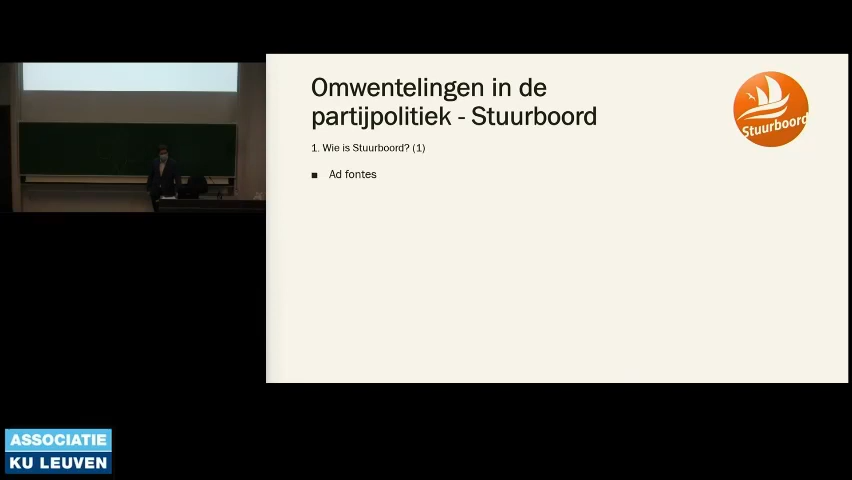 Omwentelingen in de
partijpolitiek - Stuurboord
Stuurboord
1. Wie is Stuurboord? (1)
■ Ad fontes
ASSOCIATIE
KU LEUVEN